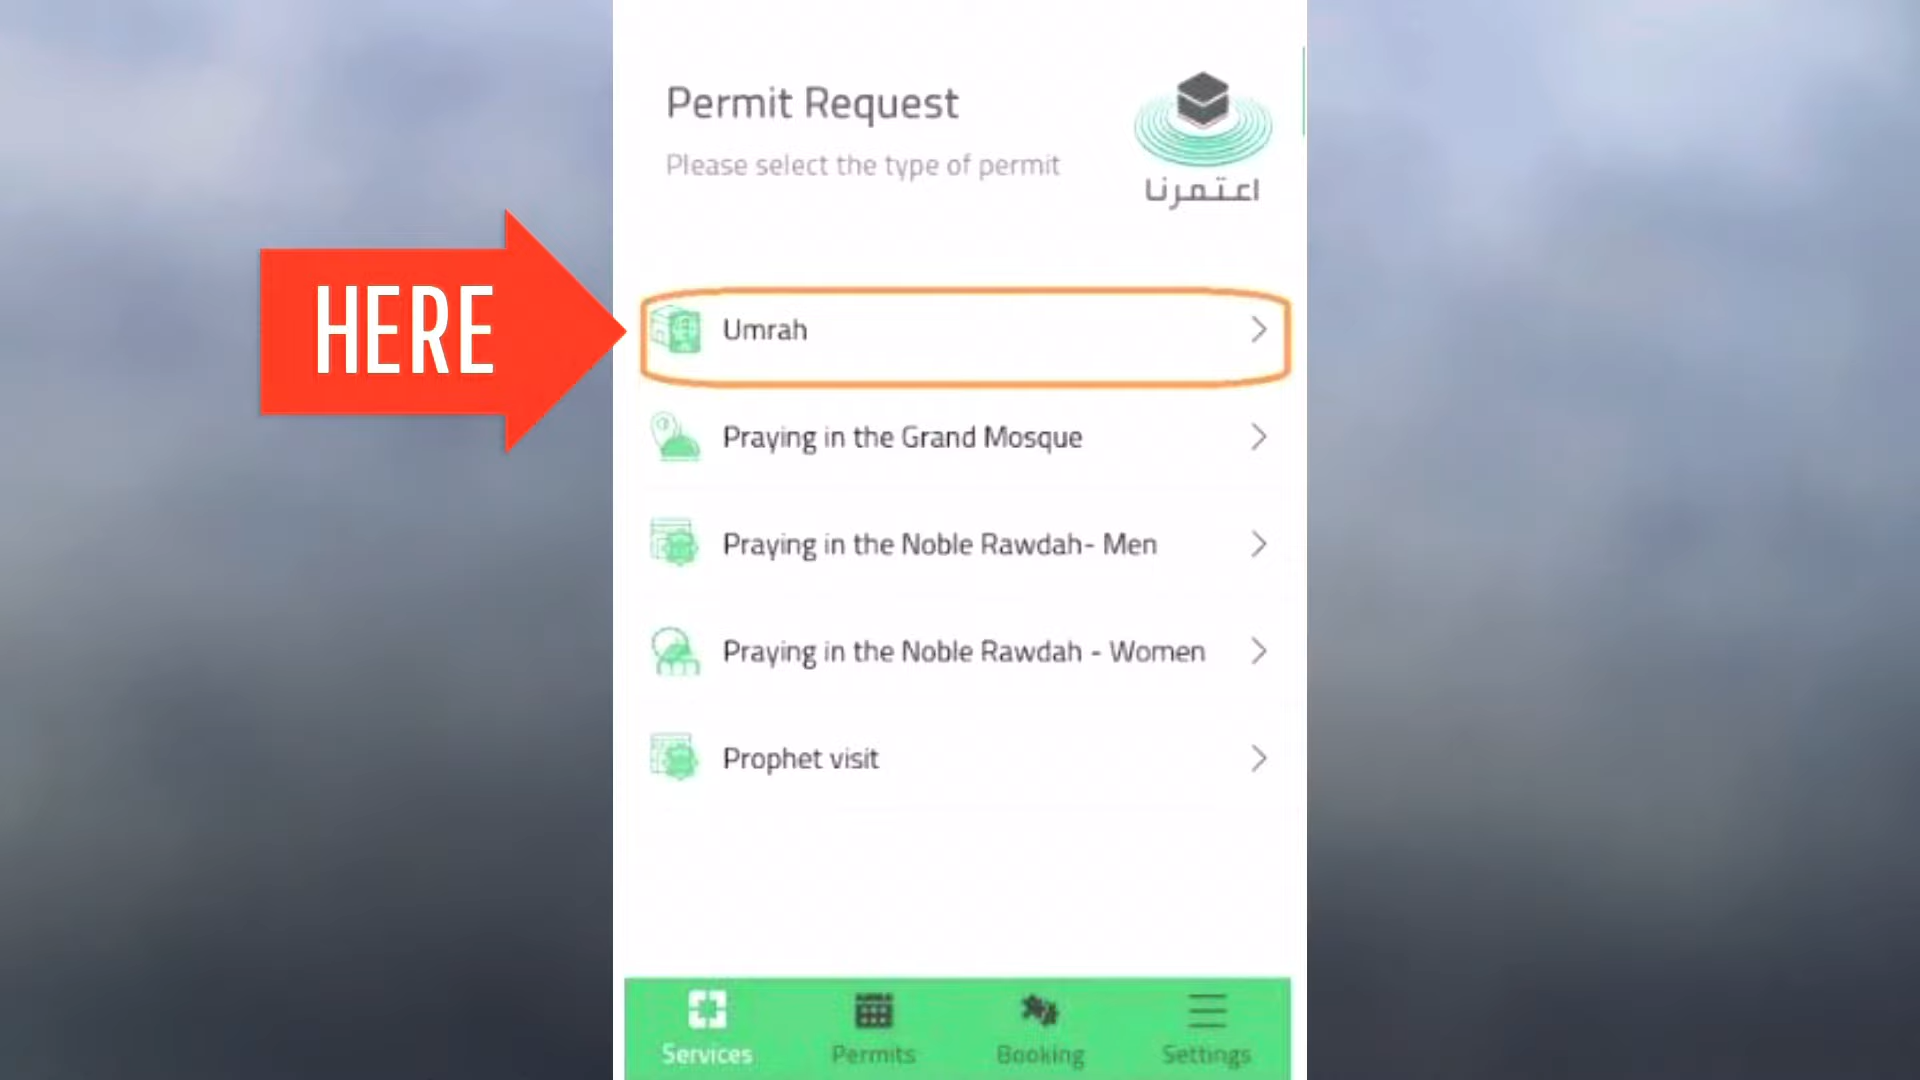 Permit Request
Please select the type of permit
اعتمرنا
HERE
Umrah
Praying in the Grand Mosque
Praying in the Noble Rawdah- Men
Praying in the Noble Rawdah - Women
Prophet visit
Services
Permits
Booking
Settings